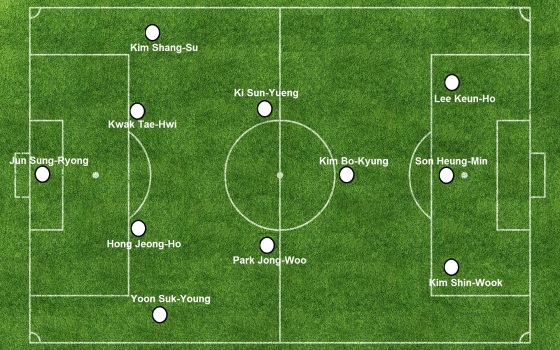 Kim Shang-Su
Ki Sun-Yueng
Lee Keun-Ho
Kwak Tae-Hwi
Jun Sung-Ryong
Kim Bo-Kyung
Son Heung-Min
Hong Jeong-Ho
Park Jong-Woo
Kim Shin-Wook
Yoon Suk-Young